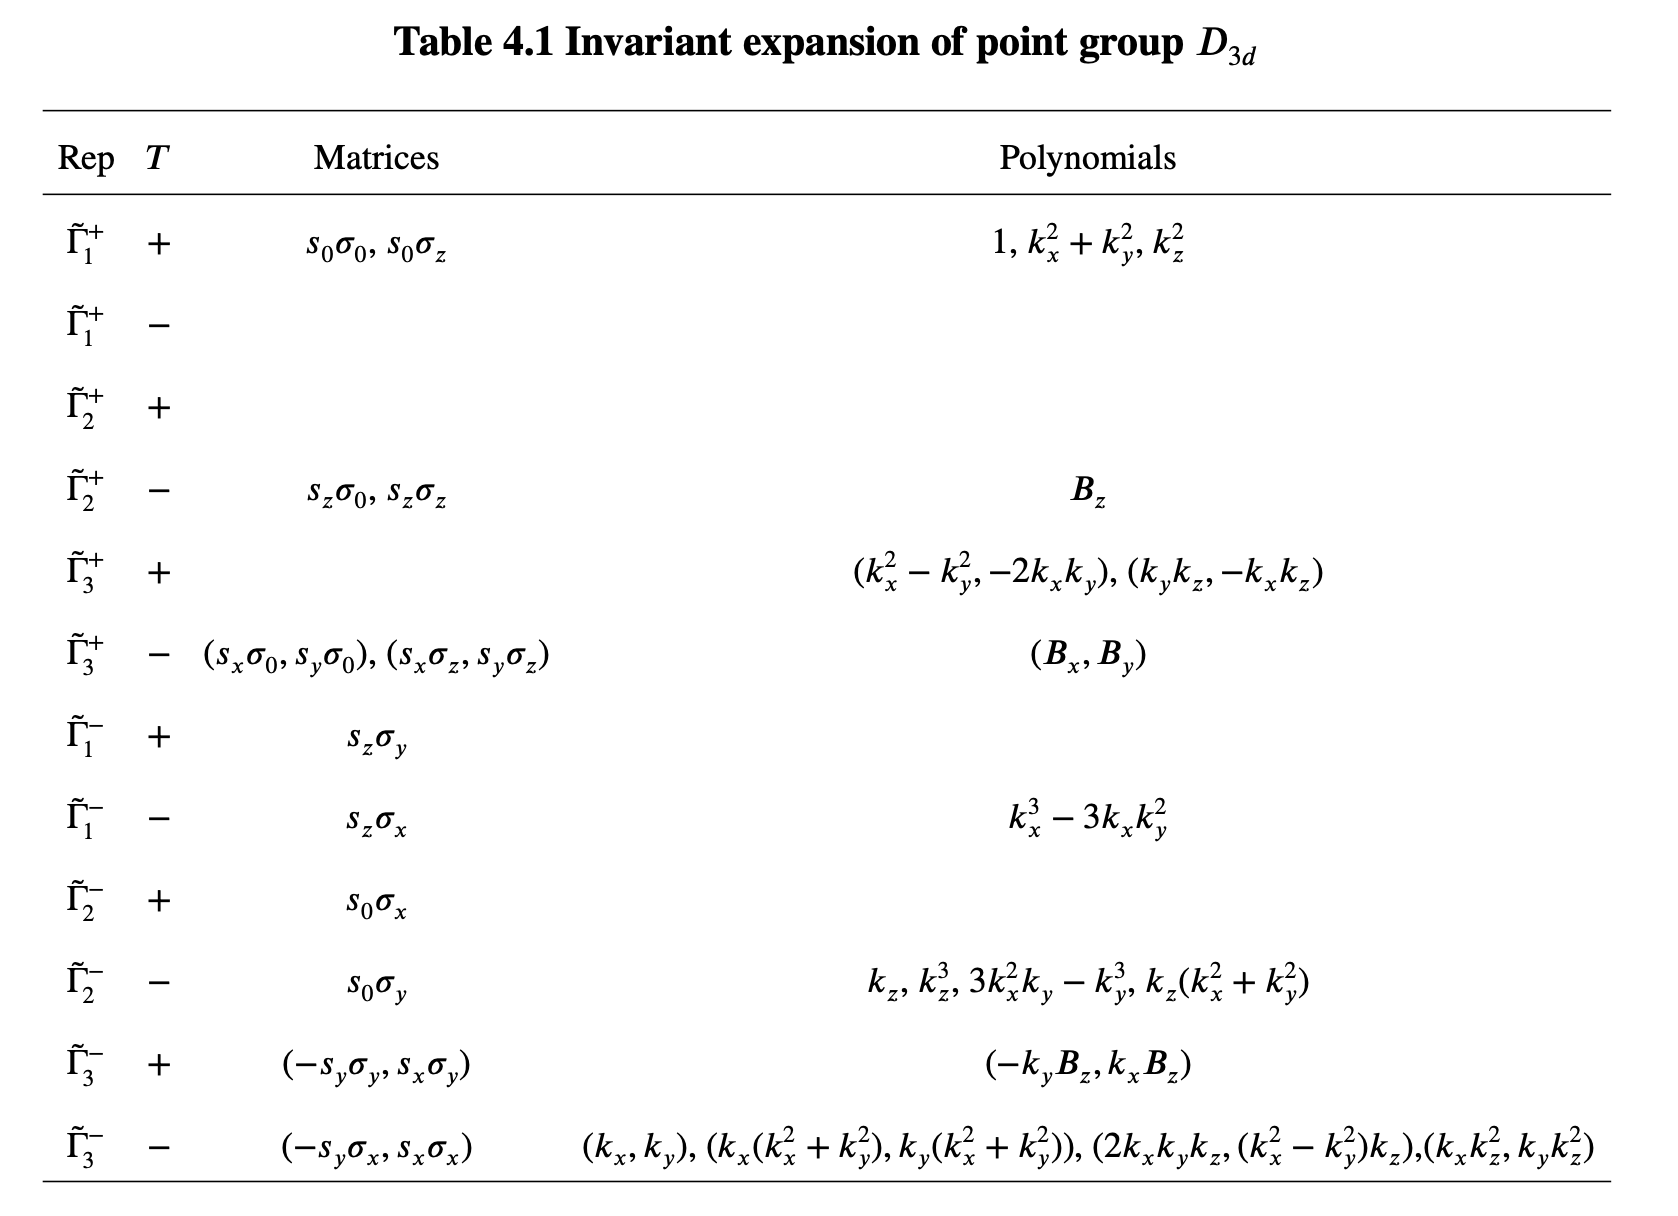 Table 4.1 Invariant expansion of point group $D_{3d}$
Rep $T$ Matrices Polynomials
$\tilde{\Gamma}_1^+$ $+$ $s_0\sigma_0, s_0\sigma_z$ $1, k_x^2 + k_y^2, k_z^2$
$\tilde{\Gamma}_1^+$ $-$
$\tilde{\Gamma}_2^+$ $+$
$\tilde{\Gamma}_2^+$ $-$ $s_z\sigma_0, s_z\sigma_z$ $\boldsymbol{B}_z$
$\tilde{\Gamma}_3^+$ $+$ $(k_x^2 - k_y^2, -2k_xk_y), (k_yk_z, -k_xk_z)$
$\tilde{\Gamma}_3^+$ $-$ $(s_x\sigma_0, s_y\sigma_0), (s_x\sigma_z, s_y\sigma_z)$ $(\boldsymbol{B}_x, \boldsymbol{B}_y)$
$\tilde{\Gamma}_1^-$ $+$ $s_z\sigma_y$
$\tilde{\Gamma}_1^-$ $-$ $s_z\sigma_x$ $k_x^3 - 3k_xk_y^2$
$\tilde{\Gamma}_2^-$ $+$ $s_0\sigma_x$
$\tilde{\Gamma}_2^-$ $-$ $s_0\sigma_y$ $k_z, k_z^3, 3k_x^2k_y - k_y^3, k_z(k_x^2 + k_y^2)$
$\tilde{\Gamma}_3^-$ $+$ $(-s_y\sigma_y, s_x\sigma_y)$ $(-k_y\boldsymbol{B}_z, k_x\boldsymbol{B}_z)$
$\tilde{\Gamma}_3^-$ $-$ $(-s_y\sigma_x, s_x\sigma_x)$ $(k_x, k_y), (k_x(k_x^2 + k_y^2), k_y(k_x^2 + k_y^2)), (2k_xk_yk_z, (k_x^2 - k_y^2)k_z),(k_xk_z^2, k_yk_z^2)$